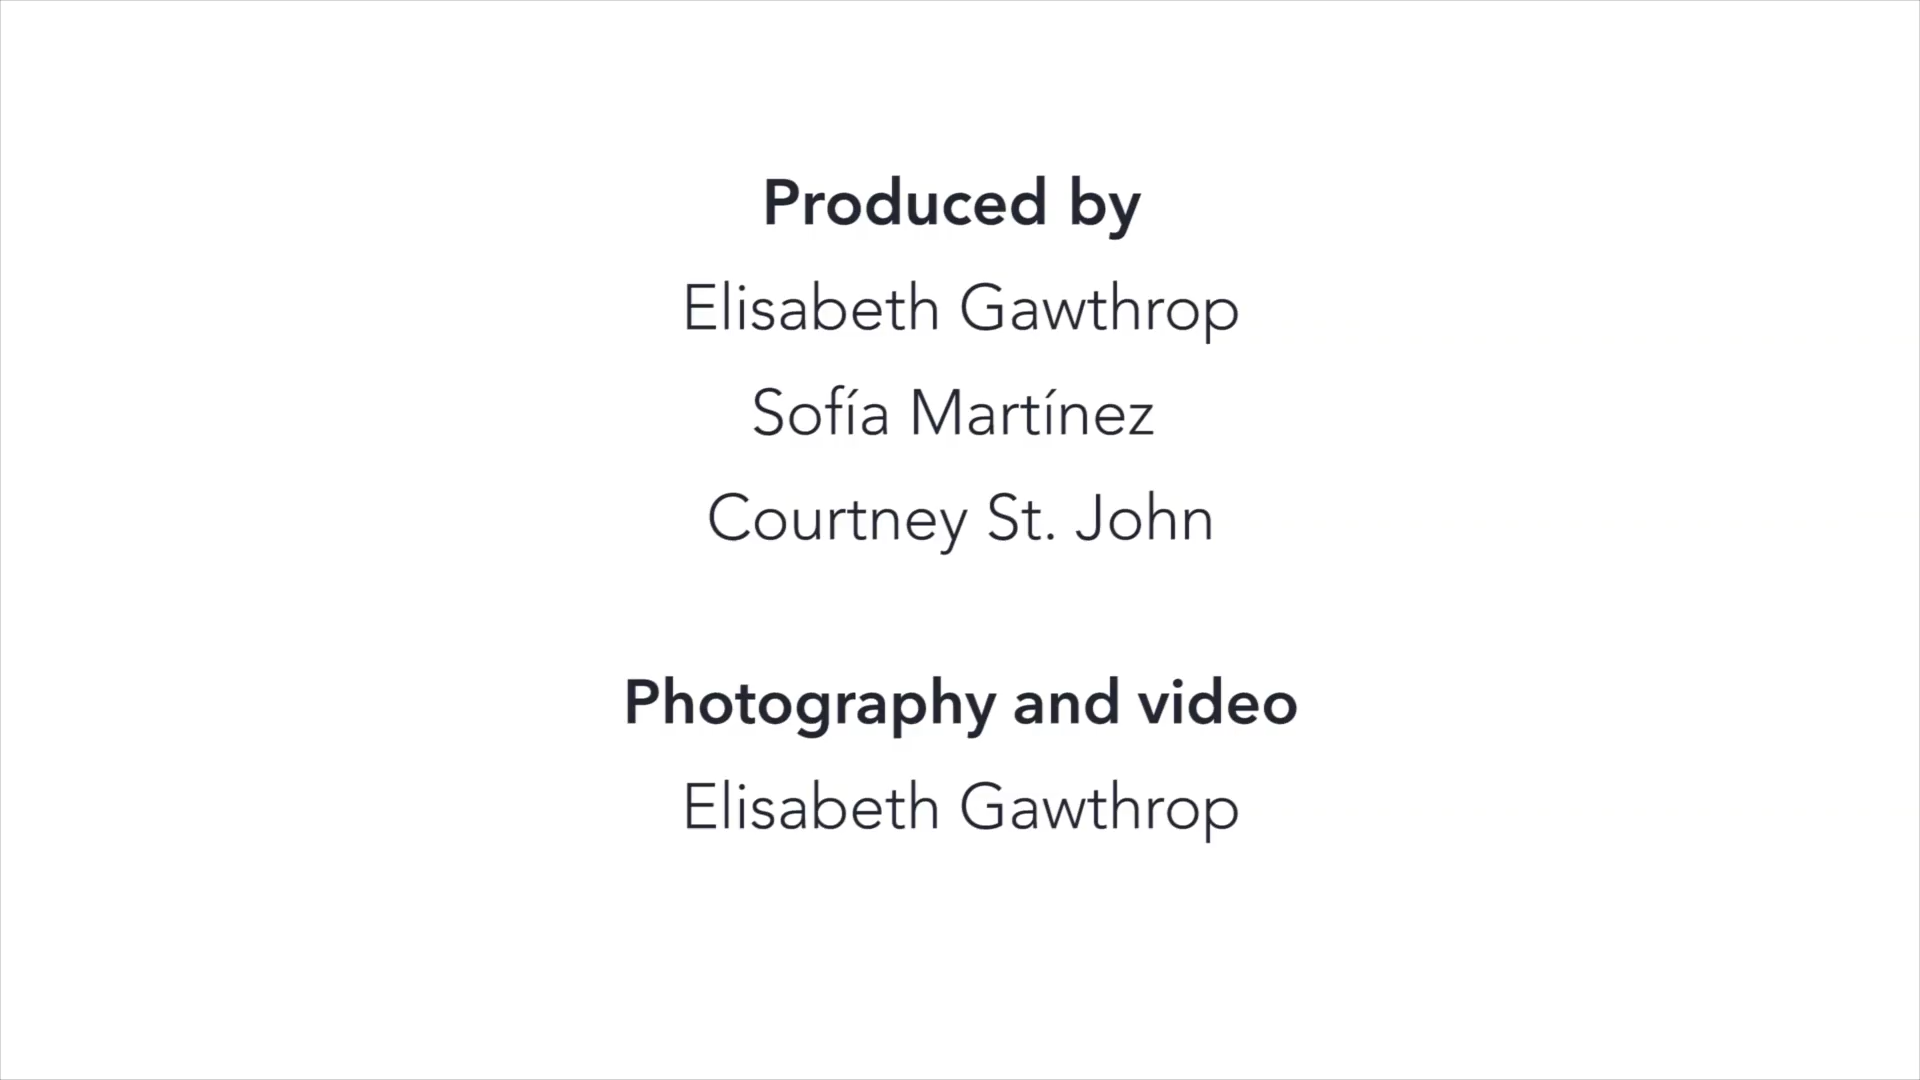 Produced by
Elisabeth Gawthrop
Sofía Martínez
Courtney St. John
Photography and video
Elisabeth Gawthrop